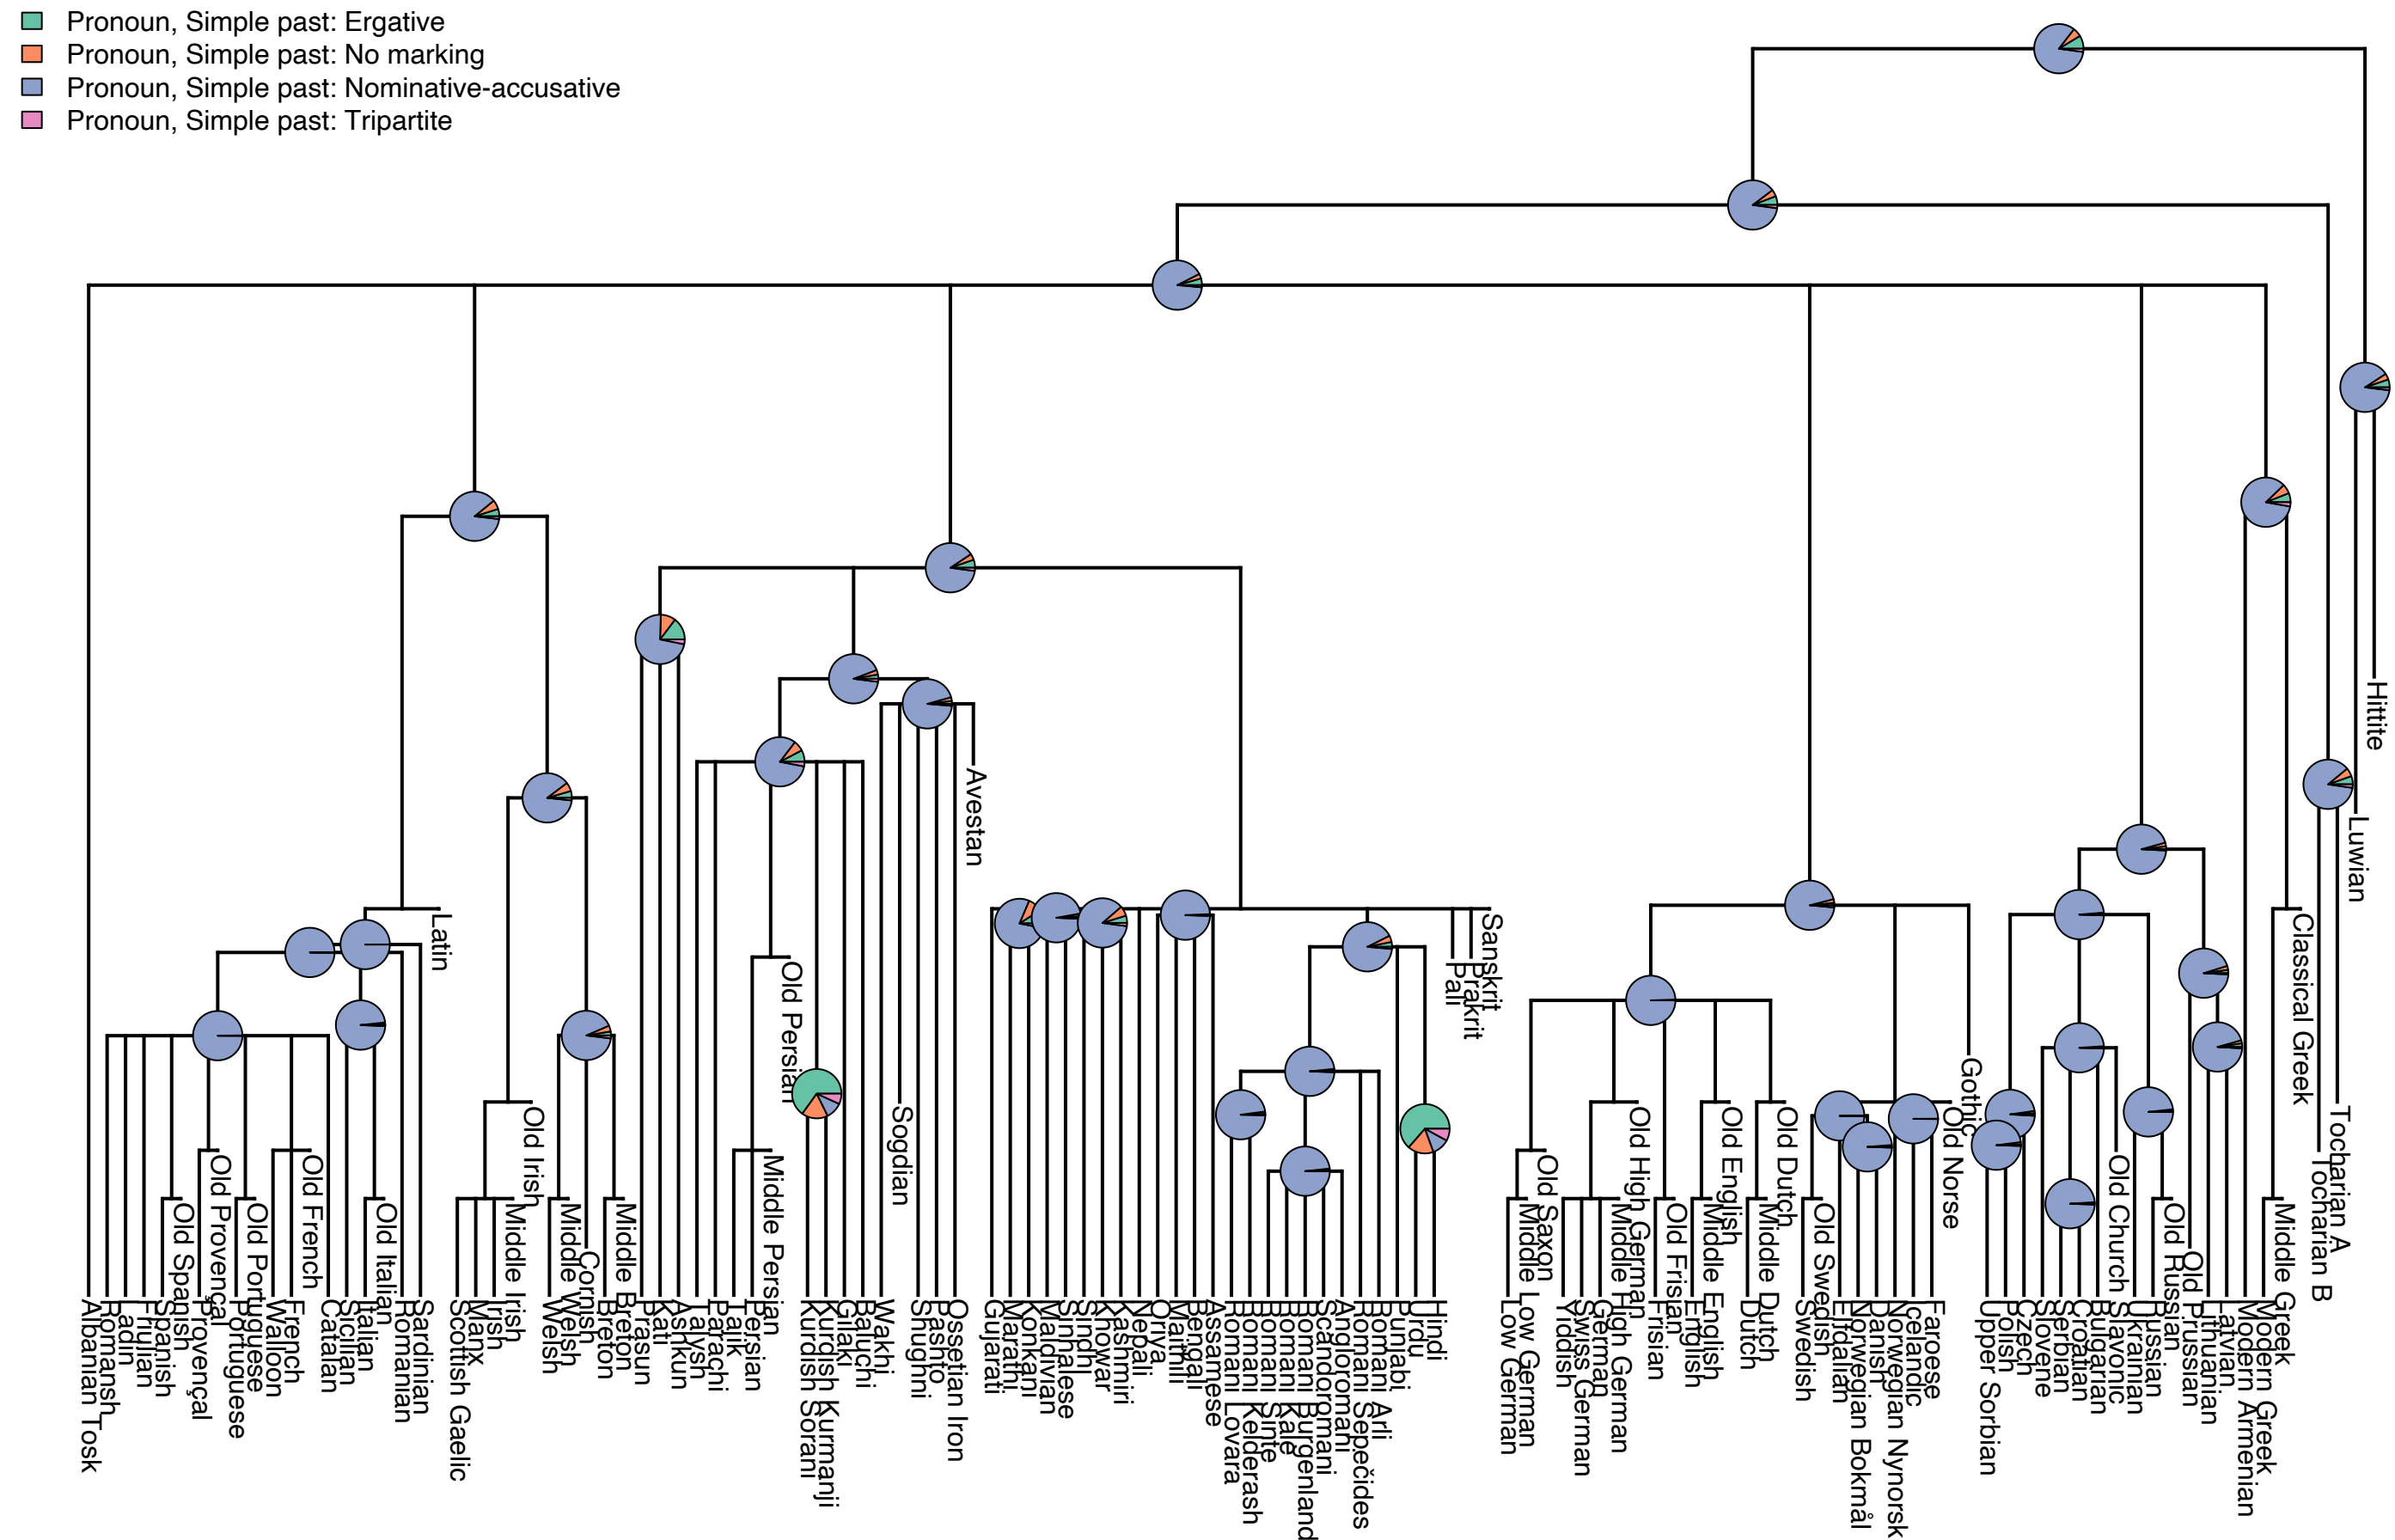 Pronoun, Simple past: Ergative
Pronoun, Simple past: No marking
Pronoun, Simple past: Nominative-accusative
Pronoun, Simple past: Tripartite
Hittite
Luwian
Tocharian A
Tocharian B
Avestan
Latin
Sanskrit
Prakrit
Pali
Classical Greek
Old Persian
Gothic
Sogdian
Old Irish
Old High German
Old English
Old Dutch
Old Norse
Old Provençal
Old French
Middle Persian
Old Saxon
Old Church Slavonic
Old Spanish
Old Portuguese
Old Italian
Middle Irish
Middle Welsh
Cornish
Middle Breton
Middle Low German
Middle High German
Old Frisian
Middle English
Middle Dutch
Old Swedish
Old Russian
Old Prussian
Middle Greek
Albanian Tosk
Romansh
Ladin
Friulian
Spanish
Provençal
Portuguese
Walloon
French
Catalan
Sicilian
Italian
Romanian
Sardinian
Scottish Gaelic
Manx
Irish
Welsh
Breton
Prasun
Kati
Ashkun
Talysh
Parachi
Tajik
Persian
Kurdish Sorani
Kurdish Kurmanji
Gilaki
Baluchi
Wakhi
Shughni
Pashto
Ossetian Iron
Gujarati
Marathi
Konkani
Maldivian
Sinhalese
Sindhi
Khowar
Kashmiri
Nepali
Oriya
Maithili
Bengali
Assamese
Romani Lovara
Romani Kelderash
Romani Sinte
Romani Kale
Romani Burgenland
Scandoromani
Angloromani
Romani Sepečides
Romani Arli
Punjabi
Urdu
Hindi
Low German
Yiddish
Swiss German
German
Frisian
English
Dutch
Swedish
Elfdalian
Norwegian Bokmål
Danish
Norwegian Nynorsk
Icelandic
Faroese
Upper Sorbian
Polish
Czech
Slovene
Serbian
Croatian
Bulgarian
Ukrainian
Russian
Lithuanian
Latvian
Modern Armenian
Modern Greek